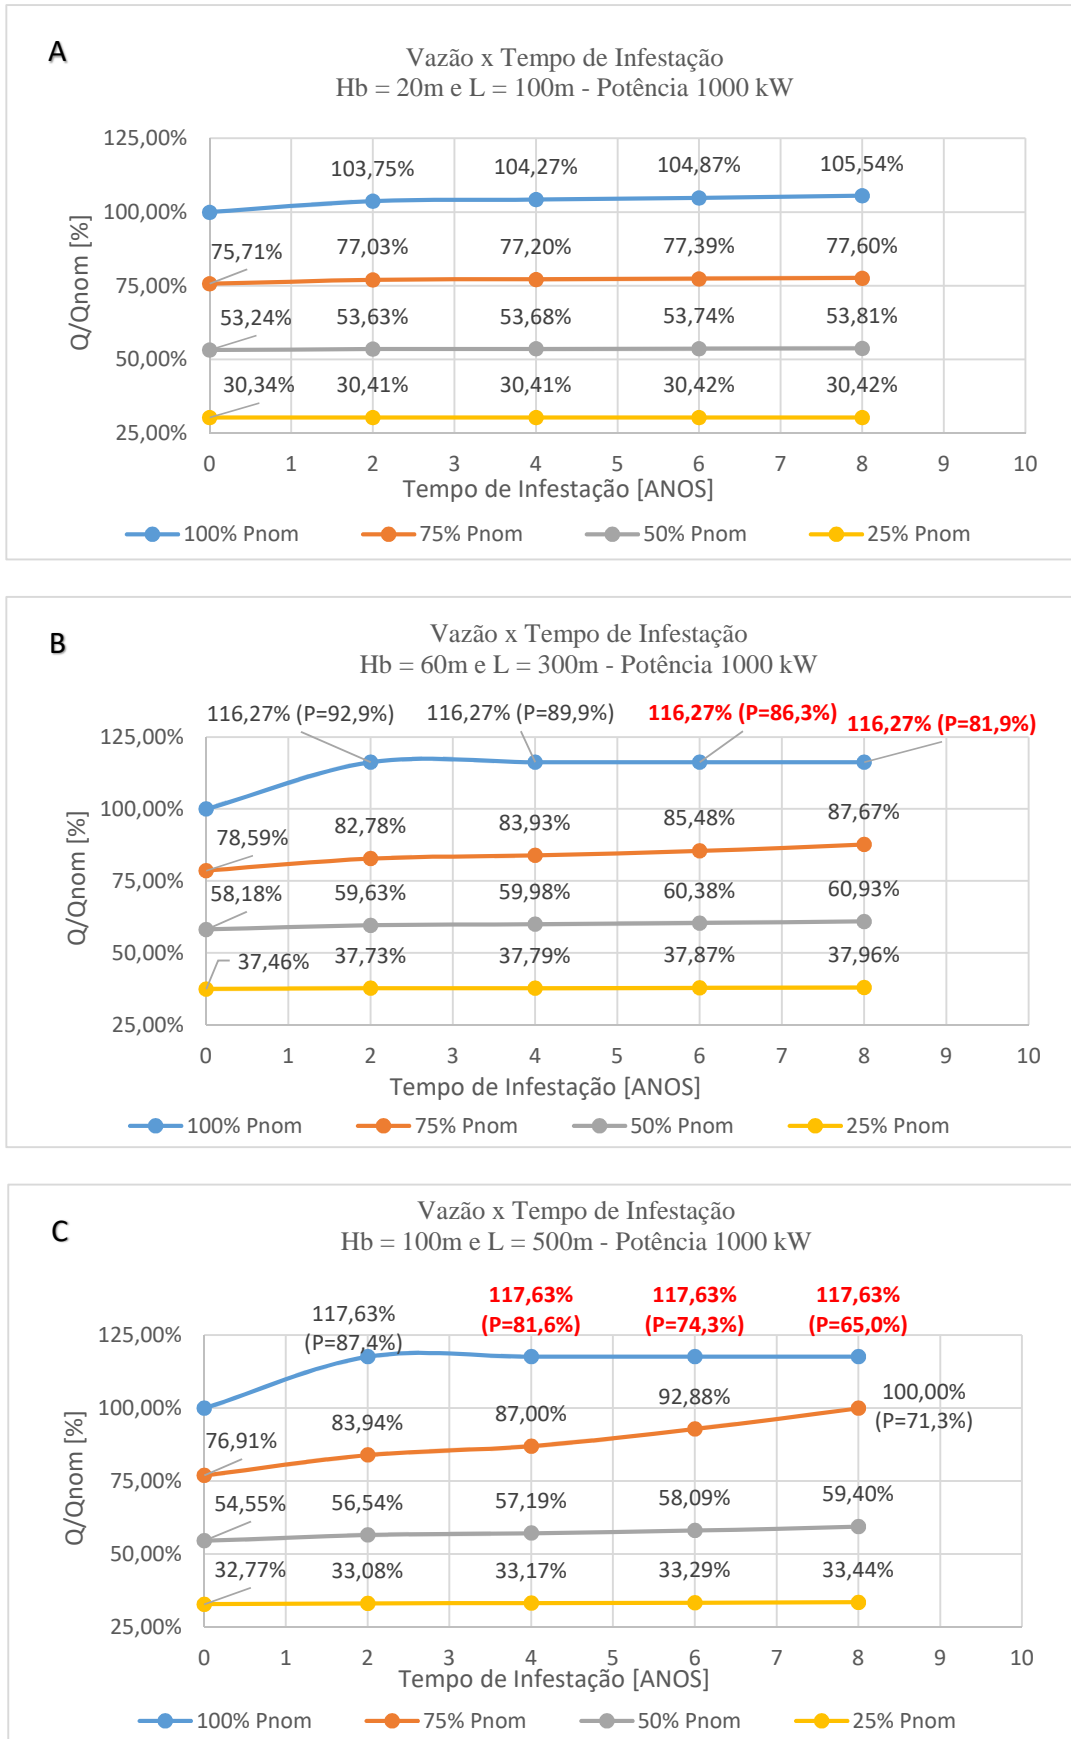 A
Vazão x Tempo de Infestação
Hb = 20m e L = 100m - Potência 1000 kW
125,00%
100,00%
75,00%
50,00%
25,00%
Q/Qnom [%]
103,75% 104,27% 104,87% 105,54%
75,71% 77,03% 77,20% 77,39% 77,60%
53,24% 53,63% 53,68% 53,74% 53,81%
30,34% 30,41% 30,41% 30,42% 30,42%
0 1 2 3 4 5 6 7 8 9 10
Tempo de Infestação [ANOS]
100% Pnom 75% Pnom 50% Pnom 25% Pnom
B
Vazão x Tempo de Infestação
Hb = 60m e L = 300m - Potência 1000 kW
116,27% (P=92,9%) 116,27% (P=89,9%) 116,27% (P=86,3%) 116,27% (P=81,9%)
125,00%
100,00%
75,00%
50,00%
25,00%
Q/Qnom [%]
78,59% 82,78% 83,93% 85,48% 87,67%
58,18% 59,63% 59,98% 60,38% 60,93%
37,46% 37,73% 37,79% 37,87% 37,96%
0 1 2 3 4 5 6 7 8 9 10
Tempo de Infestação [ANOS]
100% Pnom 75% Pnom 50% Pnom 25% Pnom
C
Vazão x Tempo de Infestação
Hb = 100m e L = 500m - Potência 1000 kW
117,63% 117,63% 117,63% 117,63%
(P=87,4%) (P=81,6%) (P=74,3%) (P=65,0%)
125,00%
100,00%
75,00%
50,00%
25,00%
Q/Qnom [%]
76,91% 83,94% 87,00% 92,88% 100,00%
(P=71,3%)
54,55% 56,54% 57,19% 58,09% 59,40%
32,77% 33,08% 33,17% 33,29% 33,44%
0 1 2 3 4 5 6 7 8 9 10
Tempo de Infestação [ANOS]
100% Pnom 75% Pnom 50% Pnom 25% Pnom